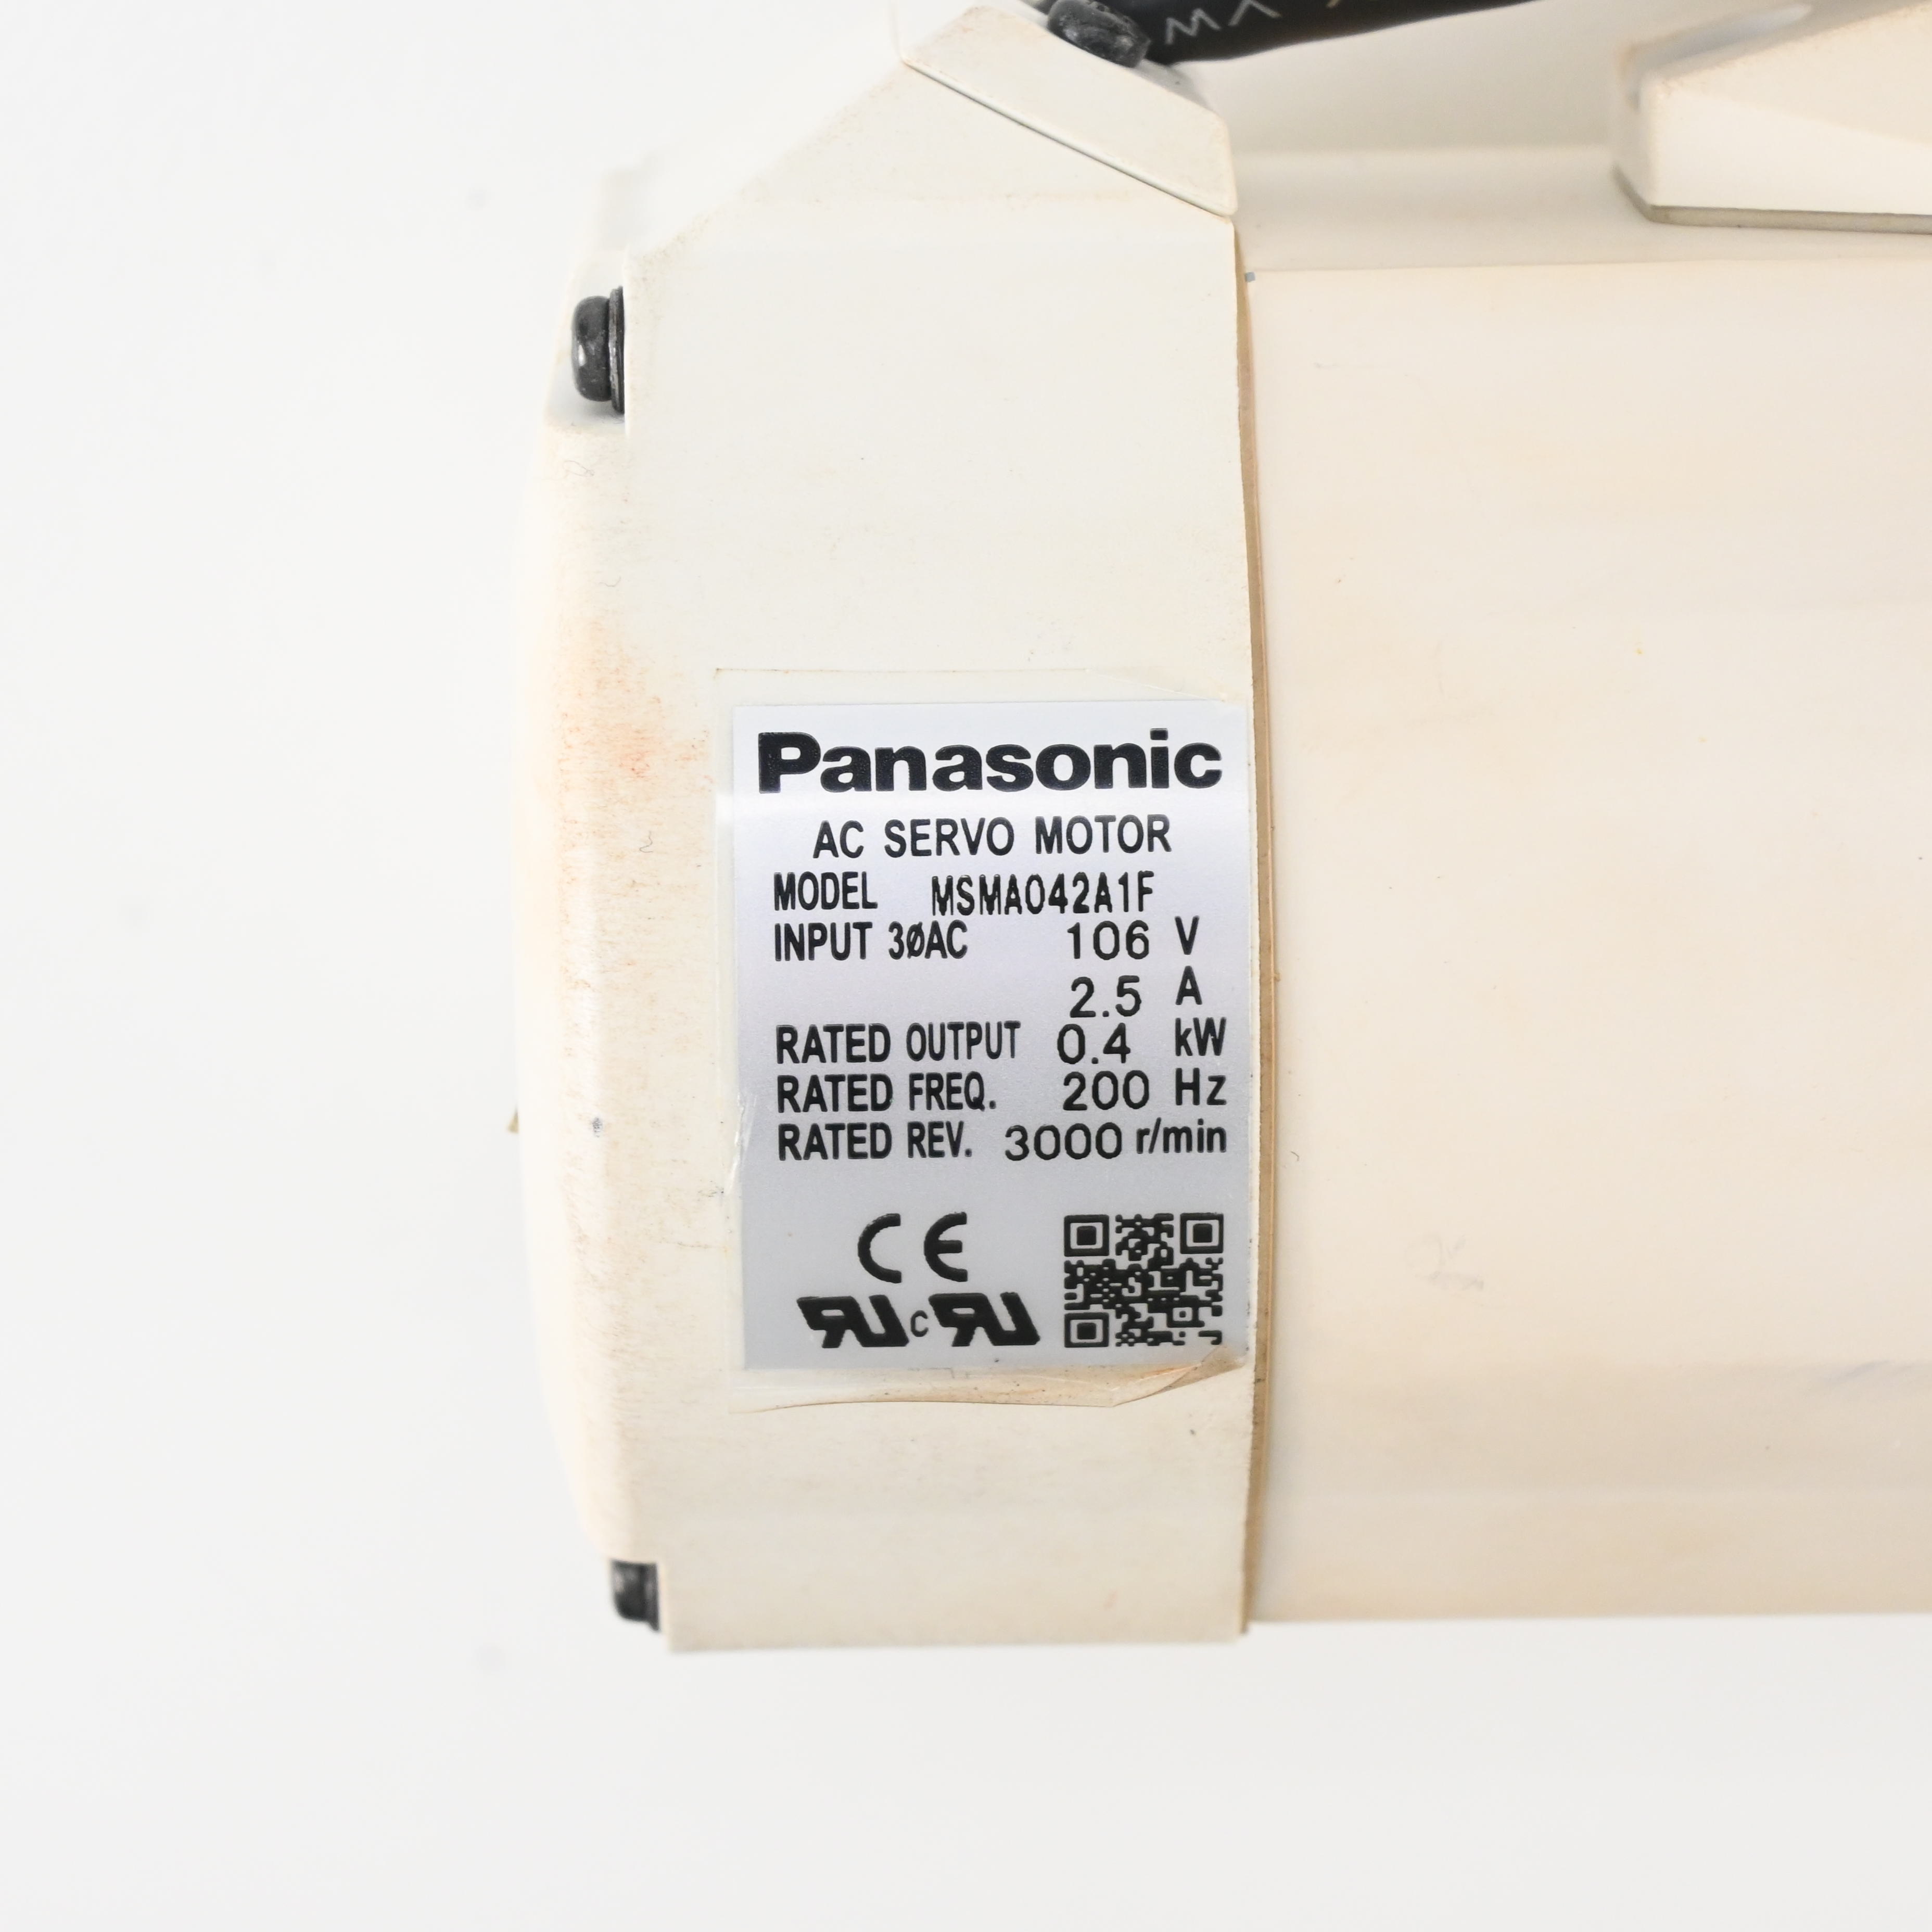 Panasonic
AC SERVO MOTOR
MODEL MSMA042A1F
INPUT 3øAC 106 V
2.5 A
RATED OUTPUT 0.4 kW
RATED FREQ. 200 Hz
RATED REV. 3000 r/min
CE
c